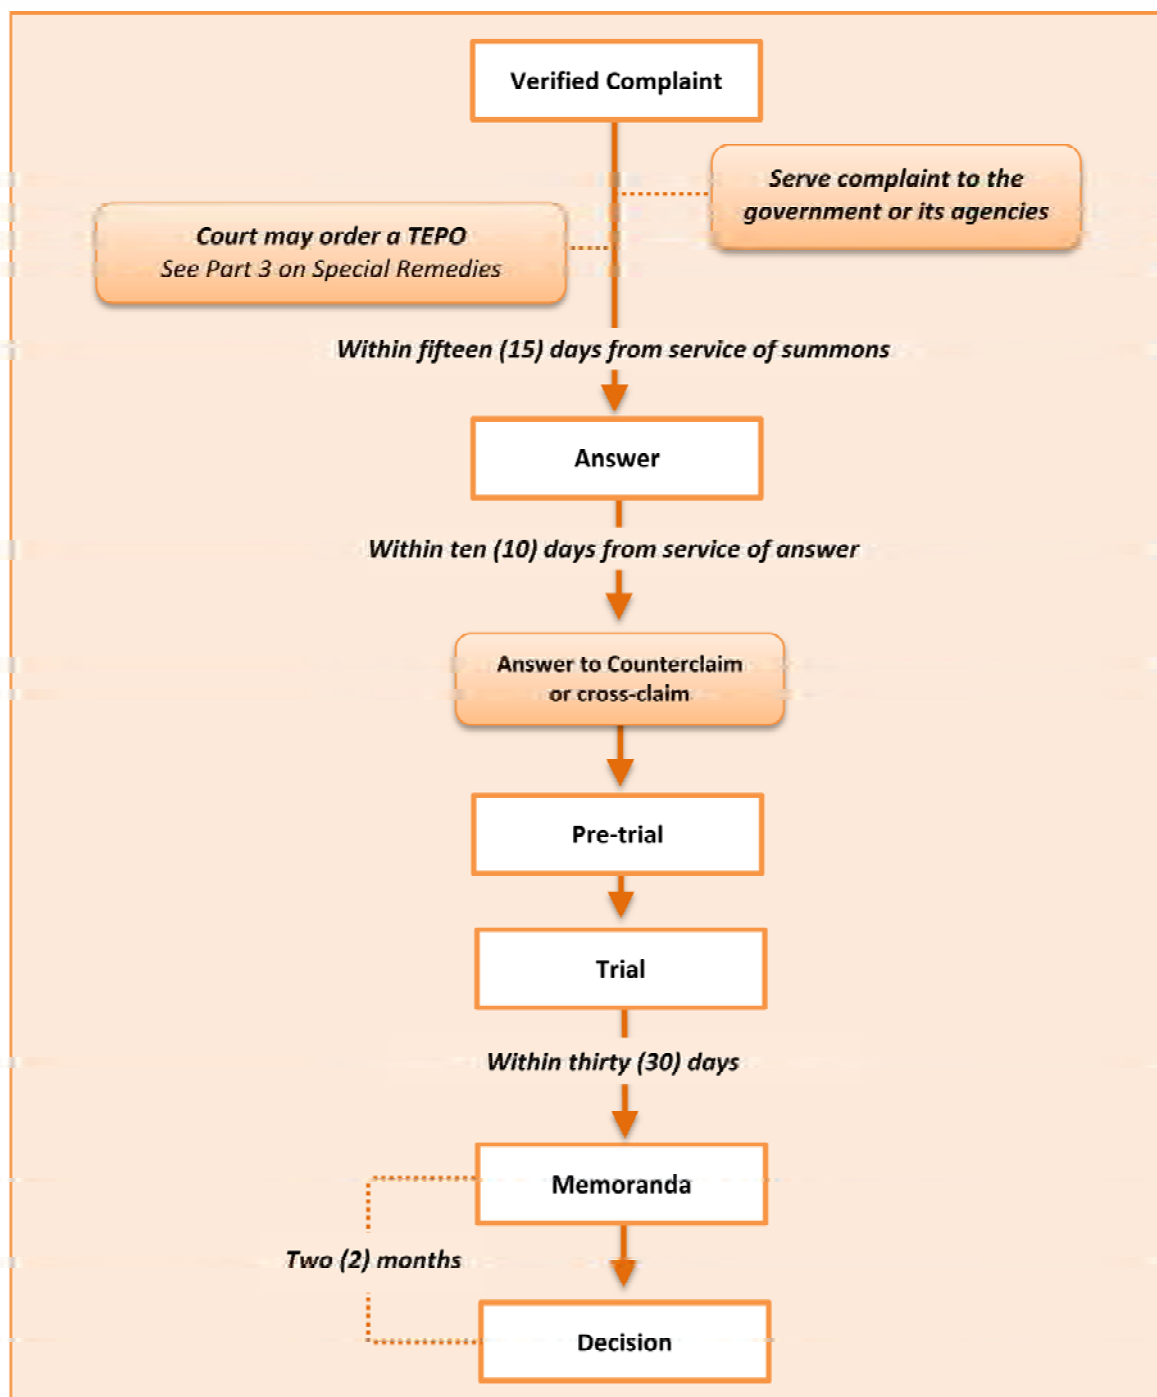 Verified Complaint
Serve complaint to the
government or its agencies
Court may order a TEPO
See Part 3 on Special Remedies
Within fifteen (15) days from service of summons
Answer
Within ten (10) days from service of answer
Answer to Counterclaim
or cross-claim
Pre-trial
Trial
Within thirty (30) days
Memoranda
Two (2) months
Decision